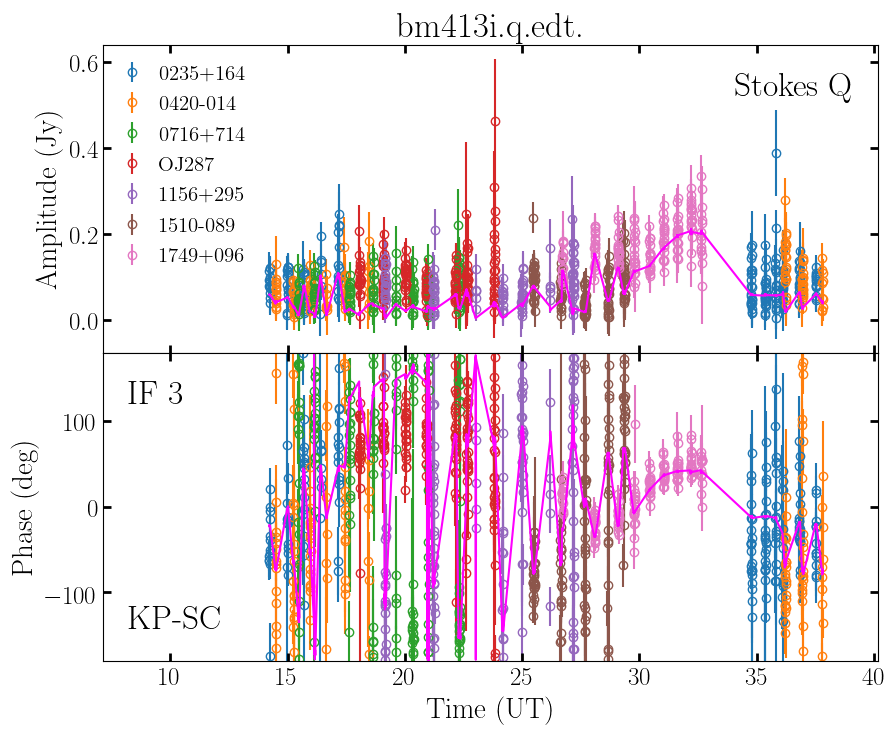 bm413i.q.edt.
0.6
0.4
0.2
0.0
Amplitude (Jy)
0235+164
0420-014
0716+714
OJ287
1156+295
1510-089
1749+096
Stokes Q
IF 3
KP-SC
100
0
−100
Phase (deg)
10 15 20 25 30 35 40
Time (UT)